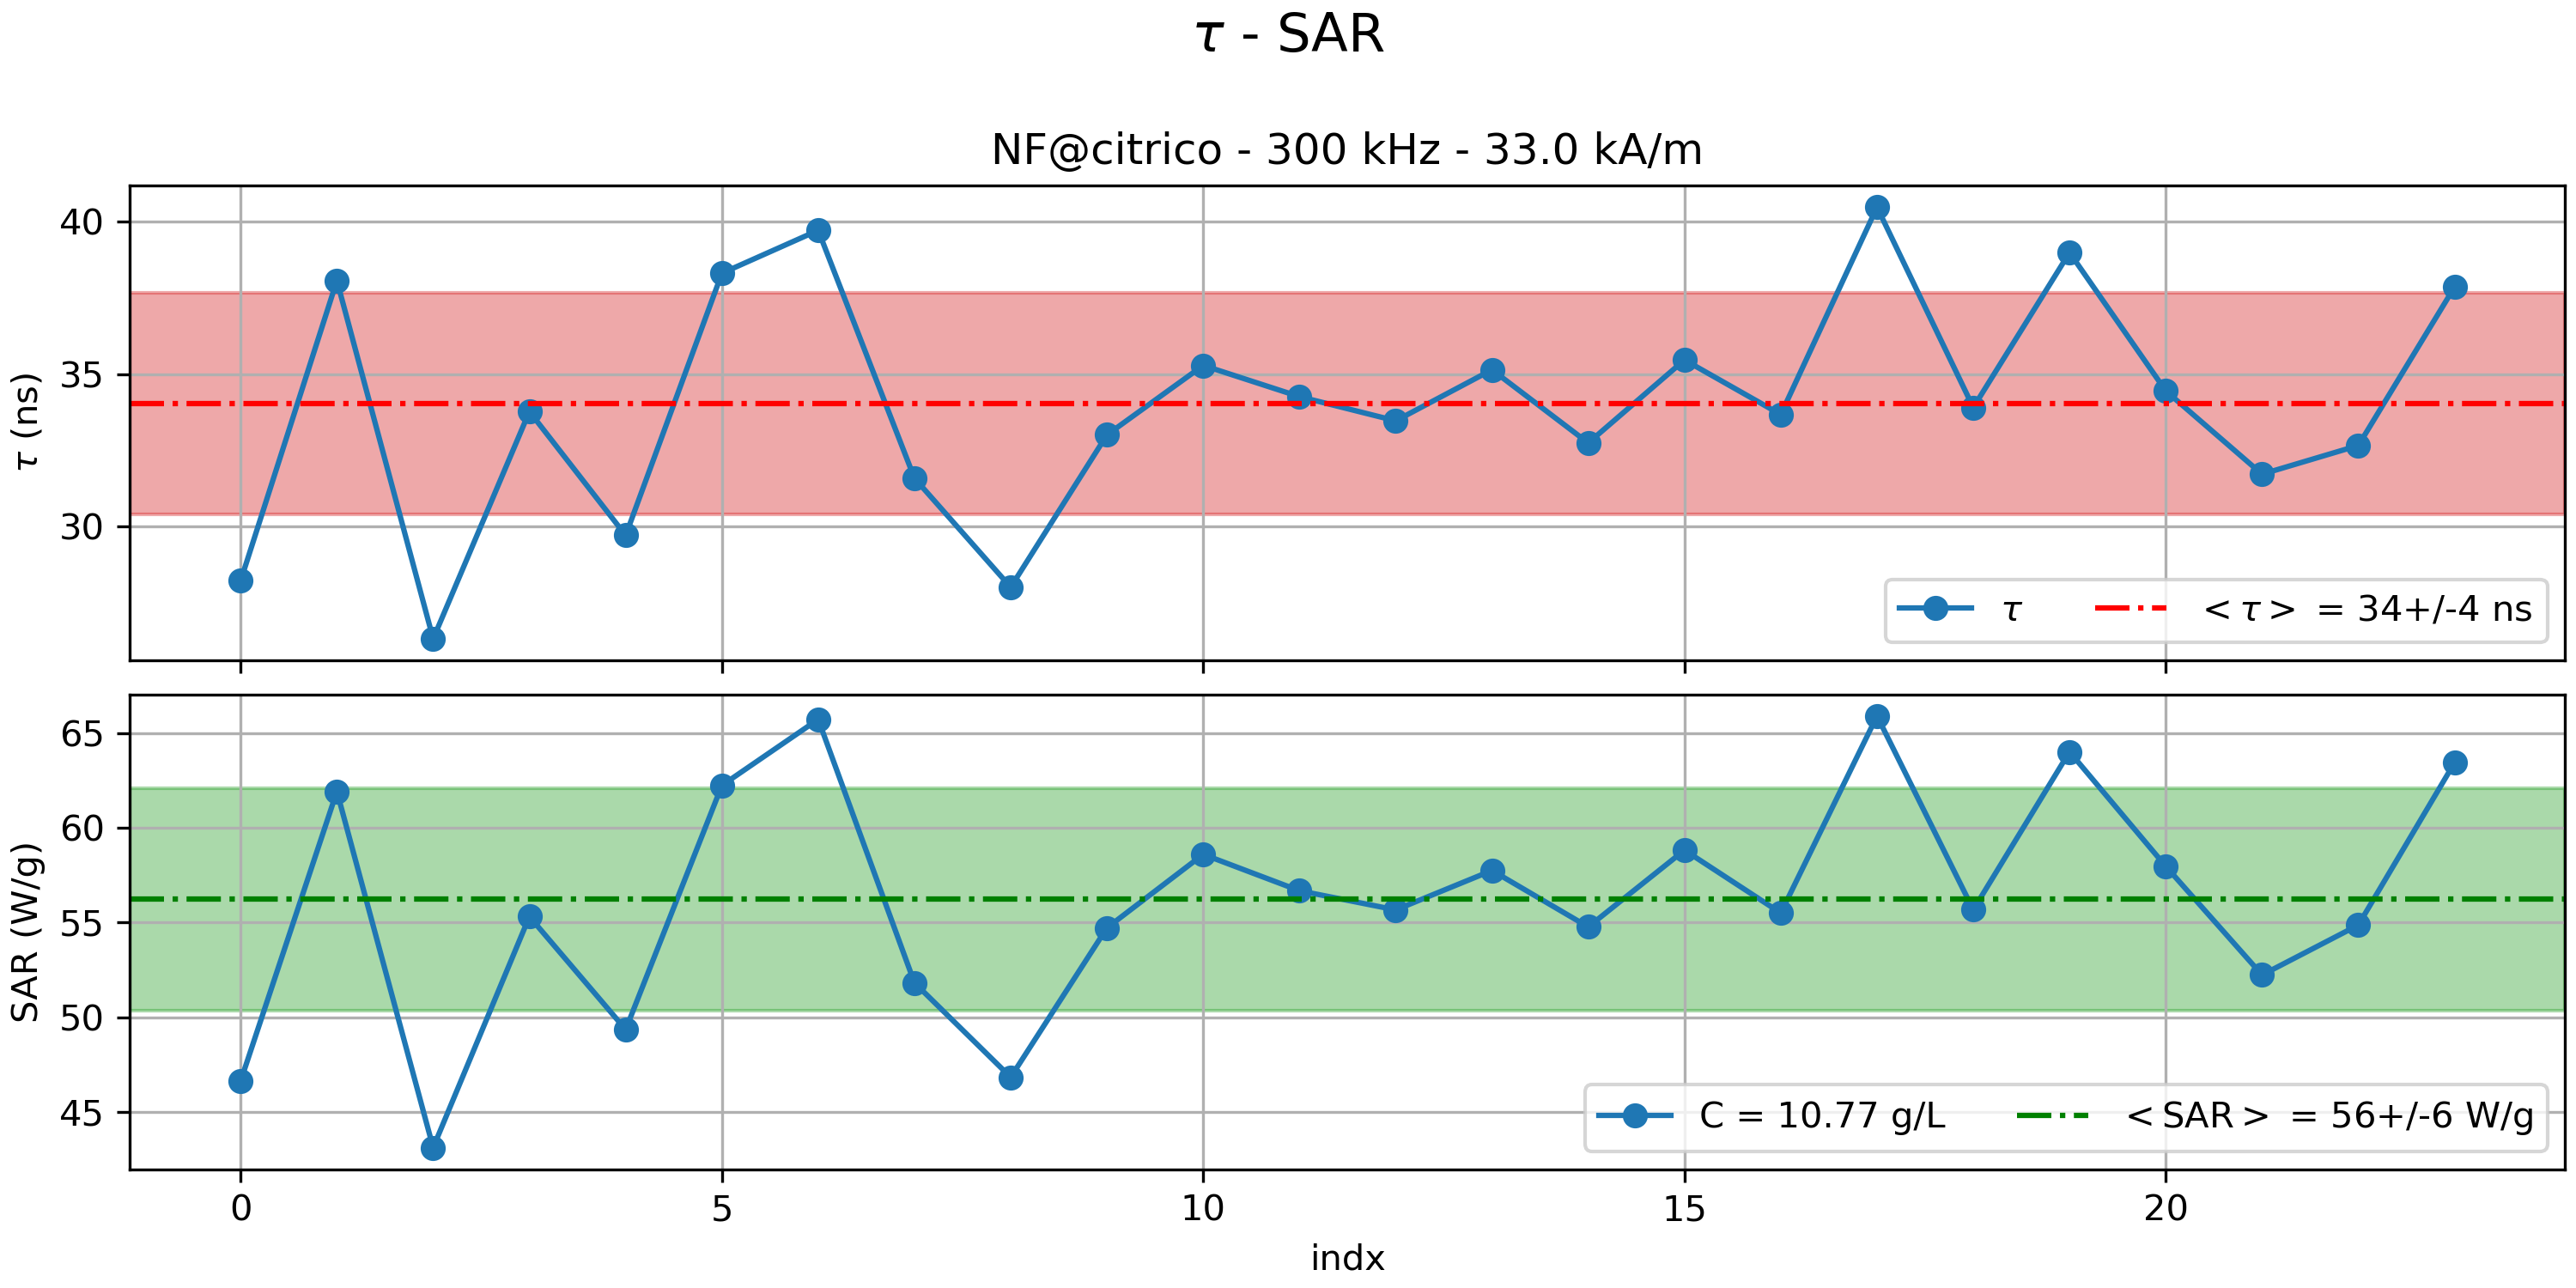 τ - SAR
NF@citrico - 300 kHz - 33.0 kA/m
40
35
30
τ (ns)
τ
<τ> = 34+/-4 ns
65
60
55
50
45
SAR (W/g)
C = 10.77 g/L
<SAR> = 56+/-6 W/g
0 5 10 15 20
indx